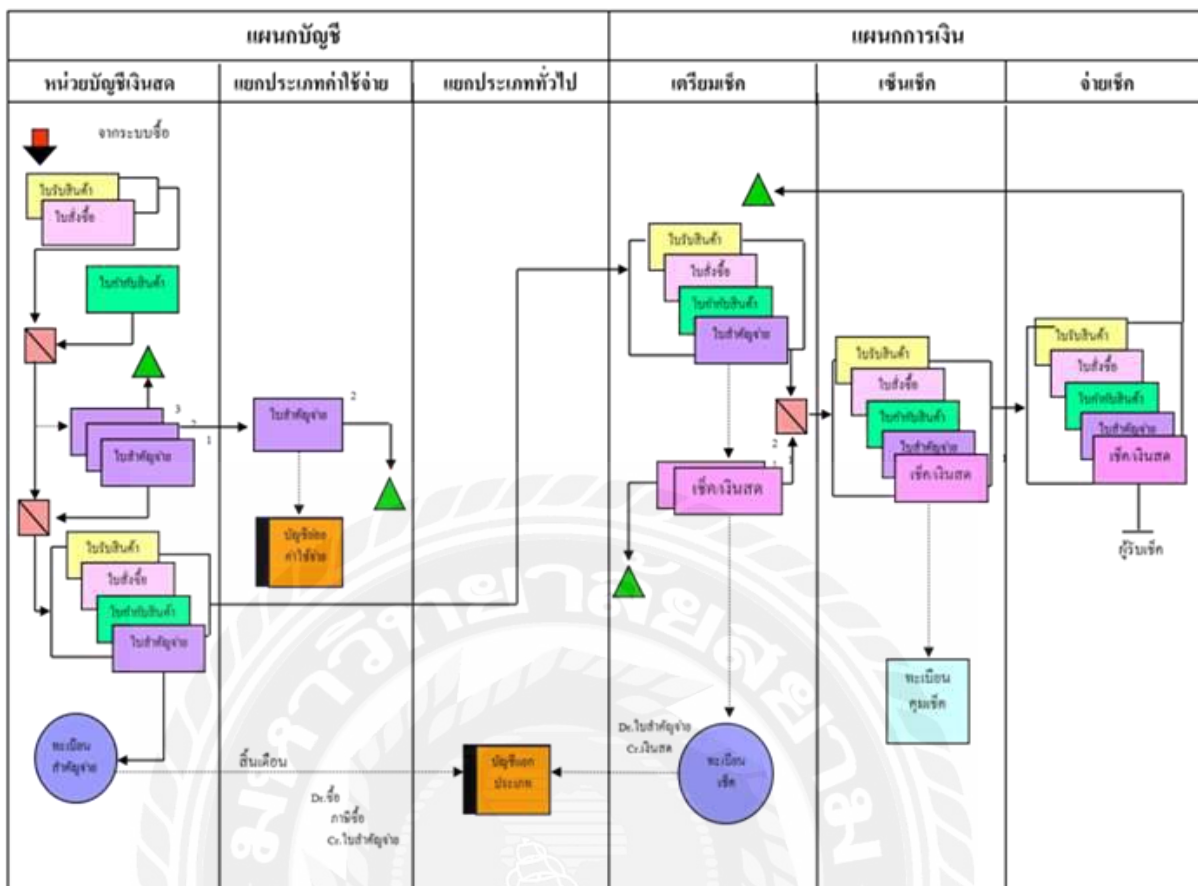 แผนกบัญชี
แผนกการเงิน
หน่วยบัญชีเงินสด
แยกประเภทค่าใช้จ่าย
แยกประเภททั่วไป
เตรียมเช็ค
เซ็นเช็ค
จ่ายเช็ค
จากระบบซื้อ
ใบรับสินค้า
ใบสั่งซื้อ
ใบกำกับสินค้า
3
2
1
ใบสำคัญจ่าย
ใบรับสินค้า
ใบสั่งซื้อ
ใบกำกับสินค้า
ใบสำคัญจ่าย
ทะเบียน
สำคัญจ่าย
2
ใบสำคัญจ่าย
บัญชีย่อย
ค่าใช้จ่าย
สิ้นเดือน
Dr.ซื้อ
ภาษีซื้อ
Cr.ใบสำคัญจ่าย
บัญชีแยก
ประเภท
ใบรับสินค้า
ใบสั่งซื้อ
ใบกำกับสินค้า
ใบสำคัญจ่าย
2
1
เช็ค/เงินสด
Dr.ใบสำคัญจ่าย
Cr.เงินสด
ทะเบียน
เช็ค
ใบรับสินค้า
ใบสั่งซื้อ
ใบกำกับสินค้า
ใบสำคัญจ่าย
เช็ค/เงินสด
1
ทะเบียน
คุมเช็ค
ใบรับสินค้า
ใบสั่งซื้อ
ใบกำกับสินค้า
ใบสำคัญจ่าย
เช็ค/เงินสด
ผู้รับเช็ค
มหาวิทยาลัยสยาม